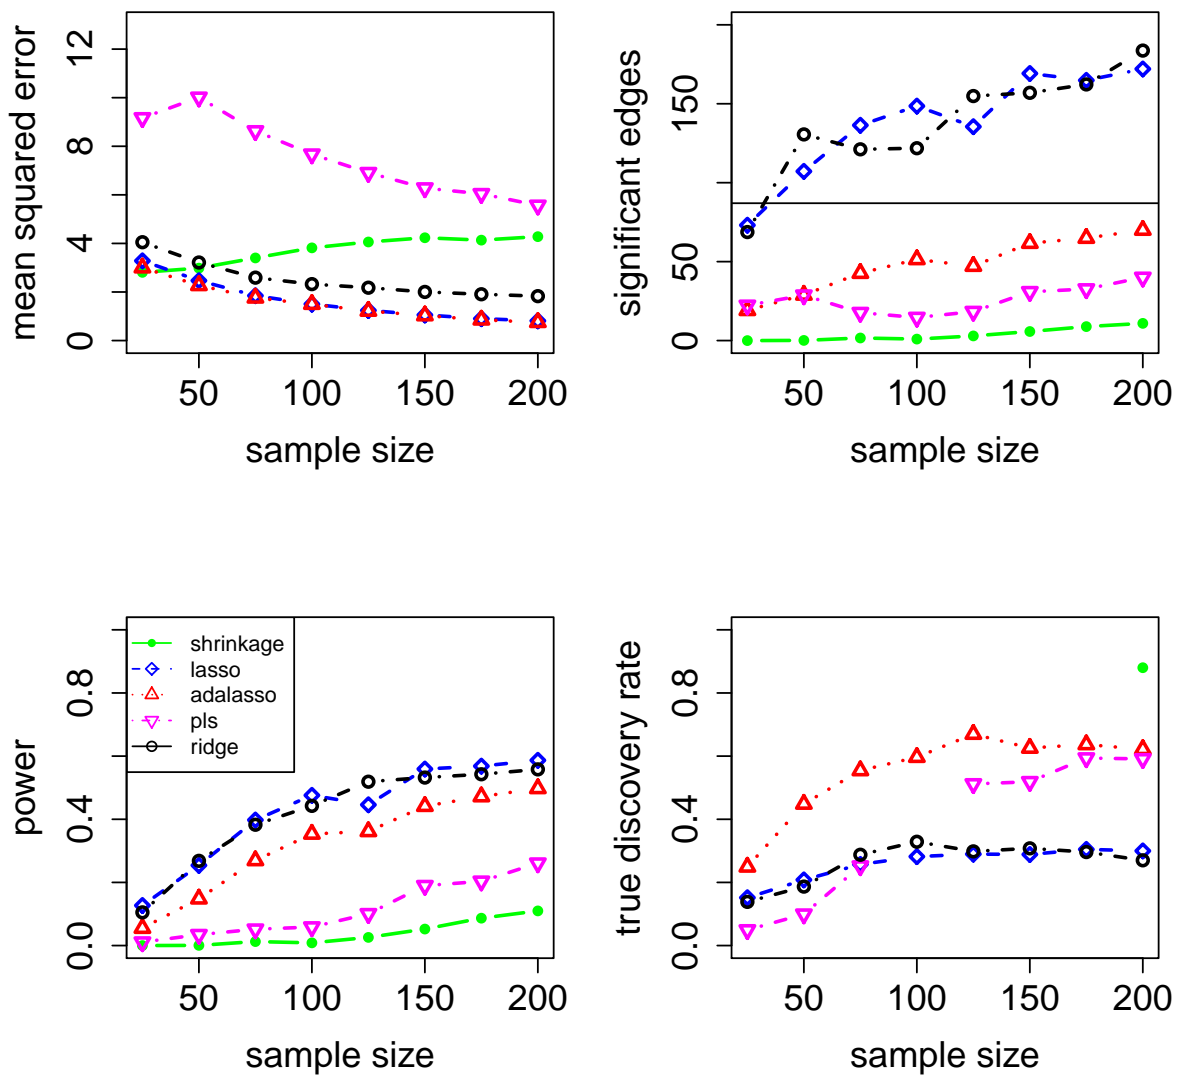 mean squared error
12
8
4
0
50 100 150 200
sample size
significant edges
150
50
0
50 100 150 200
sample size
power
0.8
0.4
0.0
shrinkage
lasso
adalasso
pls
ridge
50 100 150 200
sample size
true discovery rate
0.8
0.4
0.0
50 100 150 200
sample size